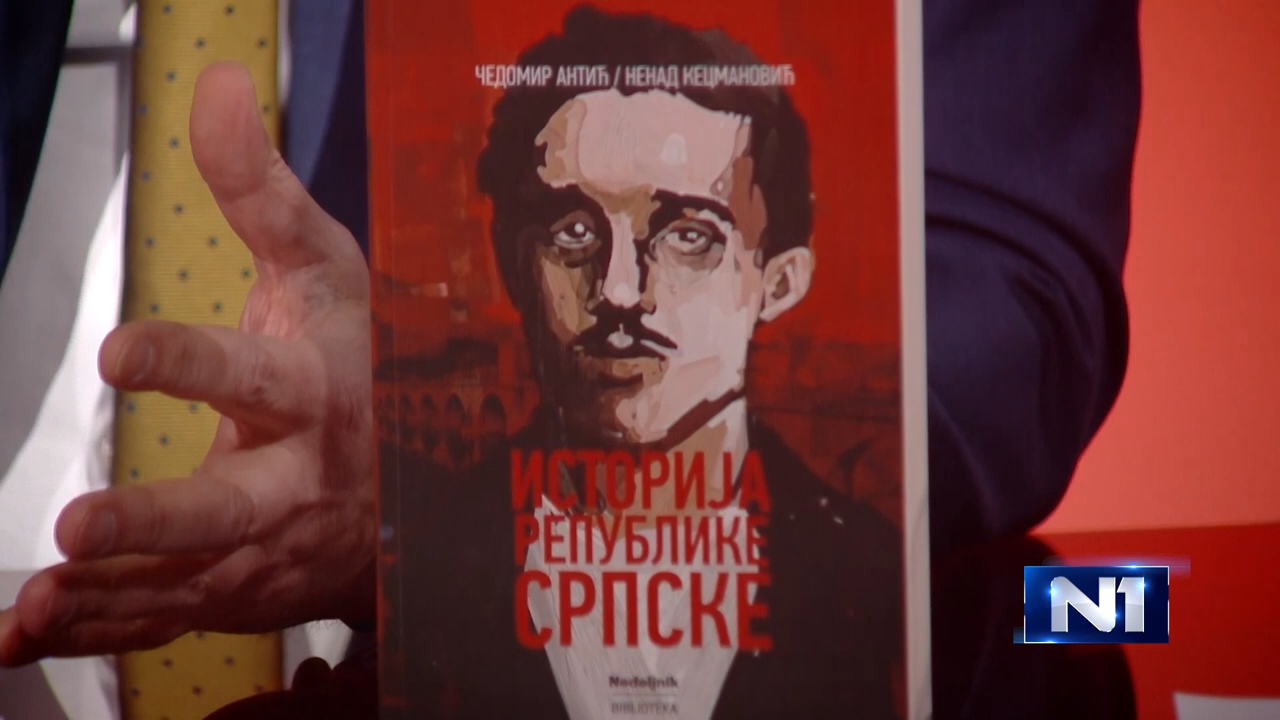 ЧЕДОМИР АНТИЋ / НЕНАД КЕЦМАНОВИЋ
ИСТОРИЈА
РЕПУБЛИКЕ
СРПСКЕ
Nedeljnik
BIBLIOTEKA
N1